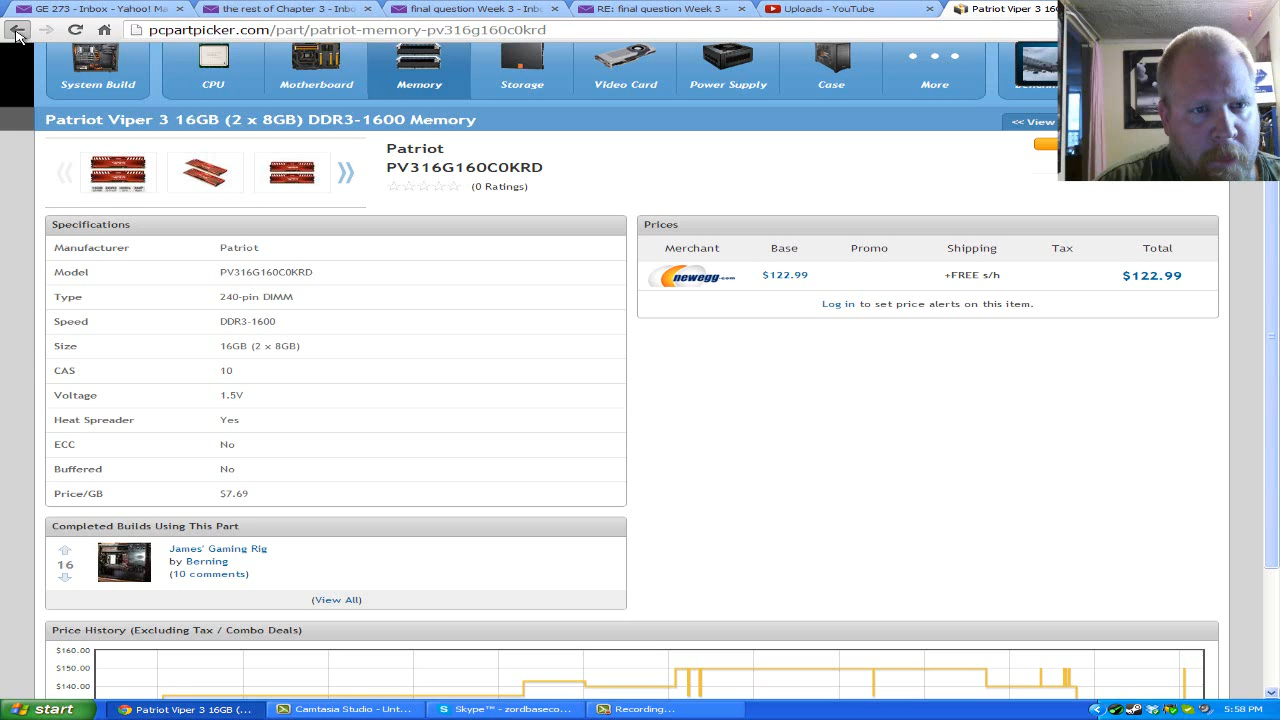 GE 273 - Inbox - Yahoo! Ma
the rest of Chapter 3 - Inbo
final question Week 3 - Inbo
RE: final question Week 3 -
Uploads - YouTube
Patriot Viper 3 16G
pcpartpicker.com/part/patriot-memory-pv316g160c0krd
System Build
CPU
Motherboard
Memory
Storage
Video Card
Power Supply
Case
More
Patriot Viper 3 16GB (2 x 8GB) DDR3-1600 Memory
<< View
Patriot
PV316G160C0KRD
(0 Ratings)
Specifications
Manufacturer Patriot
Model PV316G160C0KRD
Type 240-pin DIMM
Speed DDR3-1600
Size 16GB (2 x 8GB)
CAS 10
Voltage 1.5V
Heat Spreader Yes
ECC No
Buffered No
Price/GB $7.69
Prices
Merchant Base Promo Shipping Tax Total
newegg.com $122.99 +FREE s/h $122.99
Log in to set price alerts on this item.
Completed Builds Using This Part
16
James' Gaming Rig
by Berning
(10 comments)
(View All)
Price History (Excluding Tax / Combo Deals)
$160.00
$150.00
$140.00
start
Patriot Viper 3 16GB (...
Camtasia Studio - Unt...
Skype™ - zordbaseco...
Recording...
5:58 PM